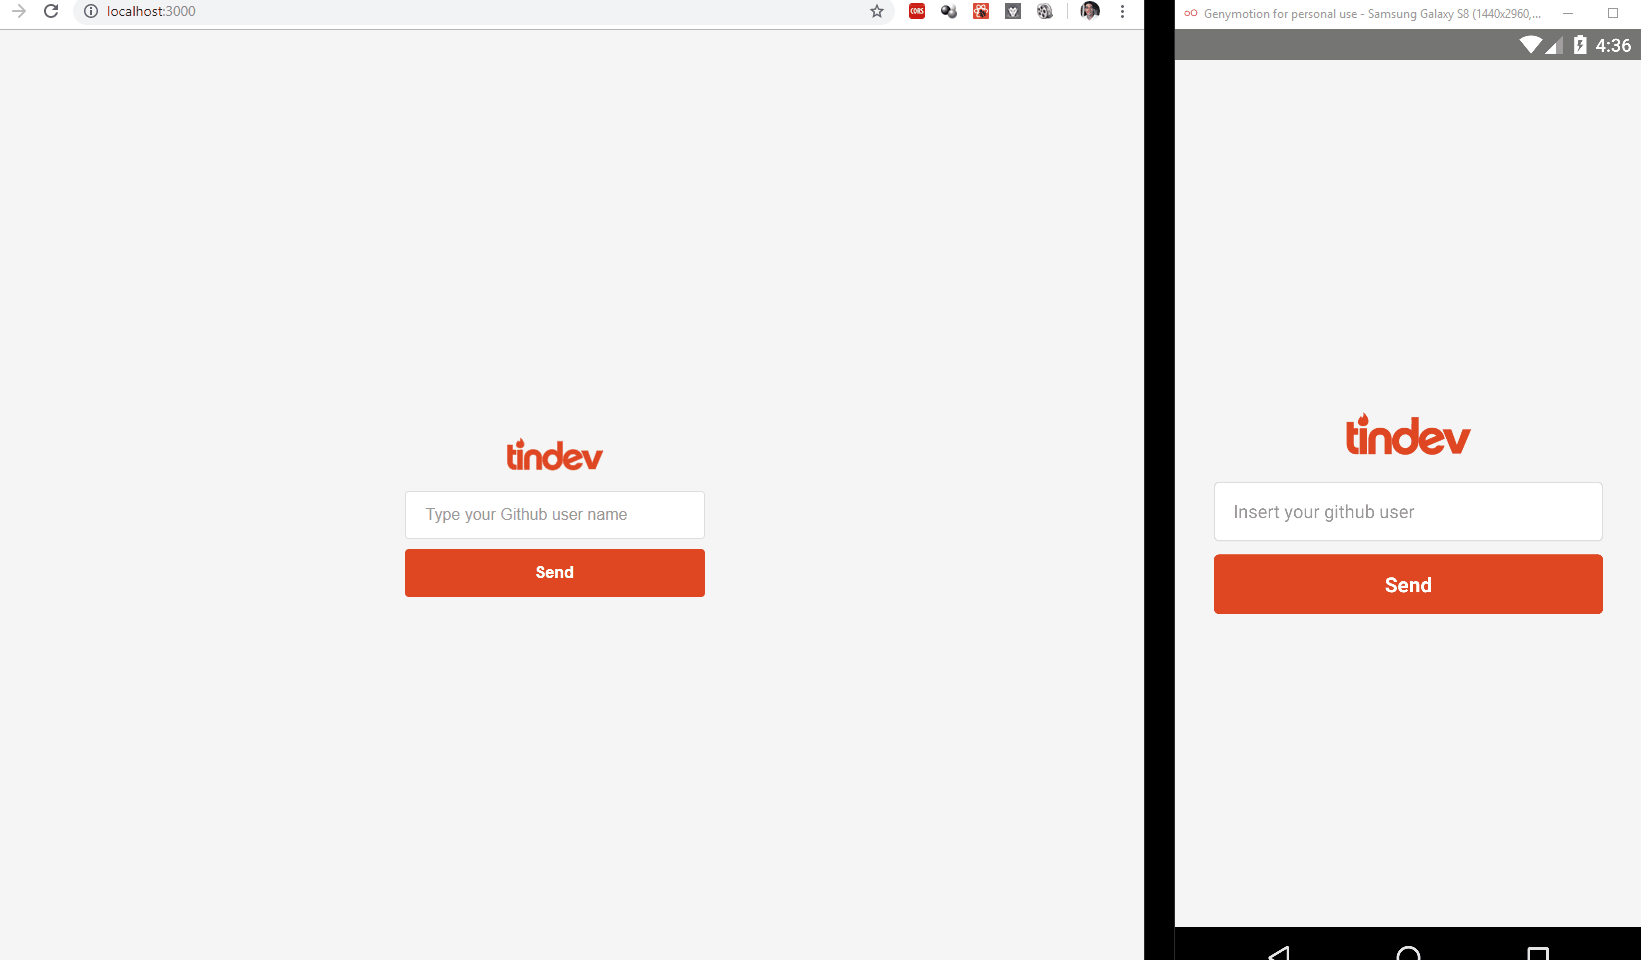 localhost:3000
CORS
tindev
Type your Github user name
Send
Genymotion for personal use - Samsung Galaxy S8 (1440x2960,...
4:36
tindev
Insert your github user
Send